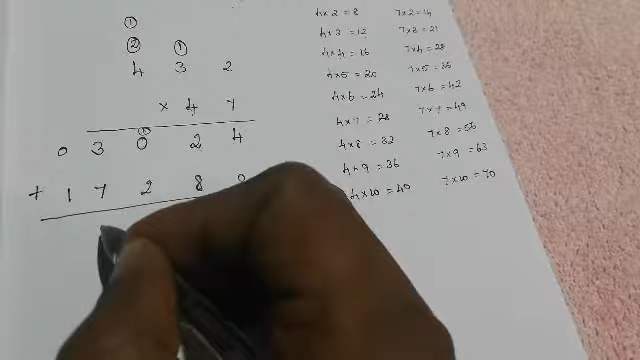 ①
② ①
4 3 2
× 4 7
①
0 3 0 2 4
+ 1 7 2 8 0
4×2 = 8
4×3 = 12
4×4 = 16
4×5 = 20
4×6 = 24
4×7 = 28
4×8 = 32
4×9 = 36
4×10 = 40
7×2 = 14
7×3 = 21
7×4 = 28
7×5 = 35
7×6 = 42
7×7 = 49
7×8 = 56
7×9 = 63
7×10 = 70